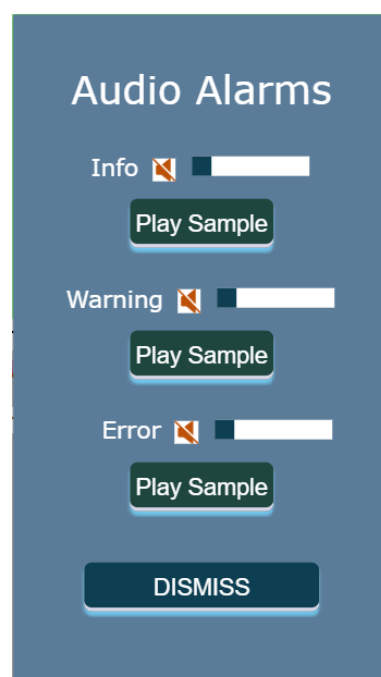 Audio Alarms
Info
Play Sample
Warning
Play Sample
Error
Play Sample
DISMISS